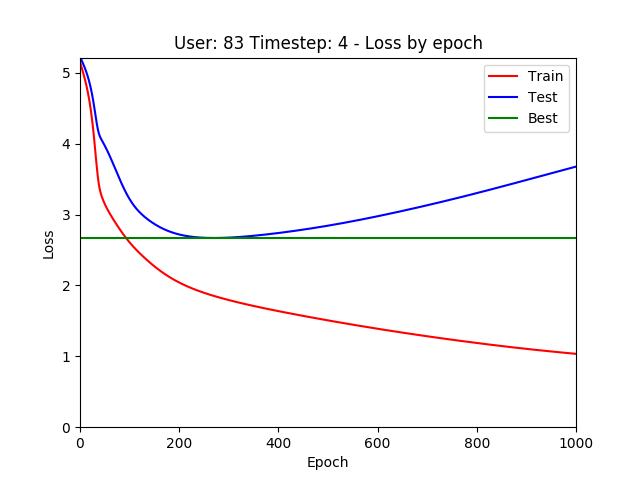 User: 83 Timestep: 4 - Loss by epoch
Train
Test
Best
Loss
5
4
3
2
1
0
0 200 400 600 800 1000
Epoch